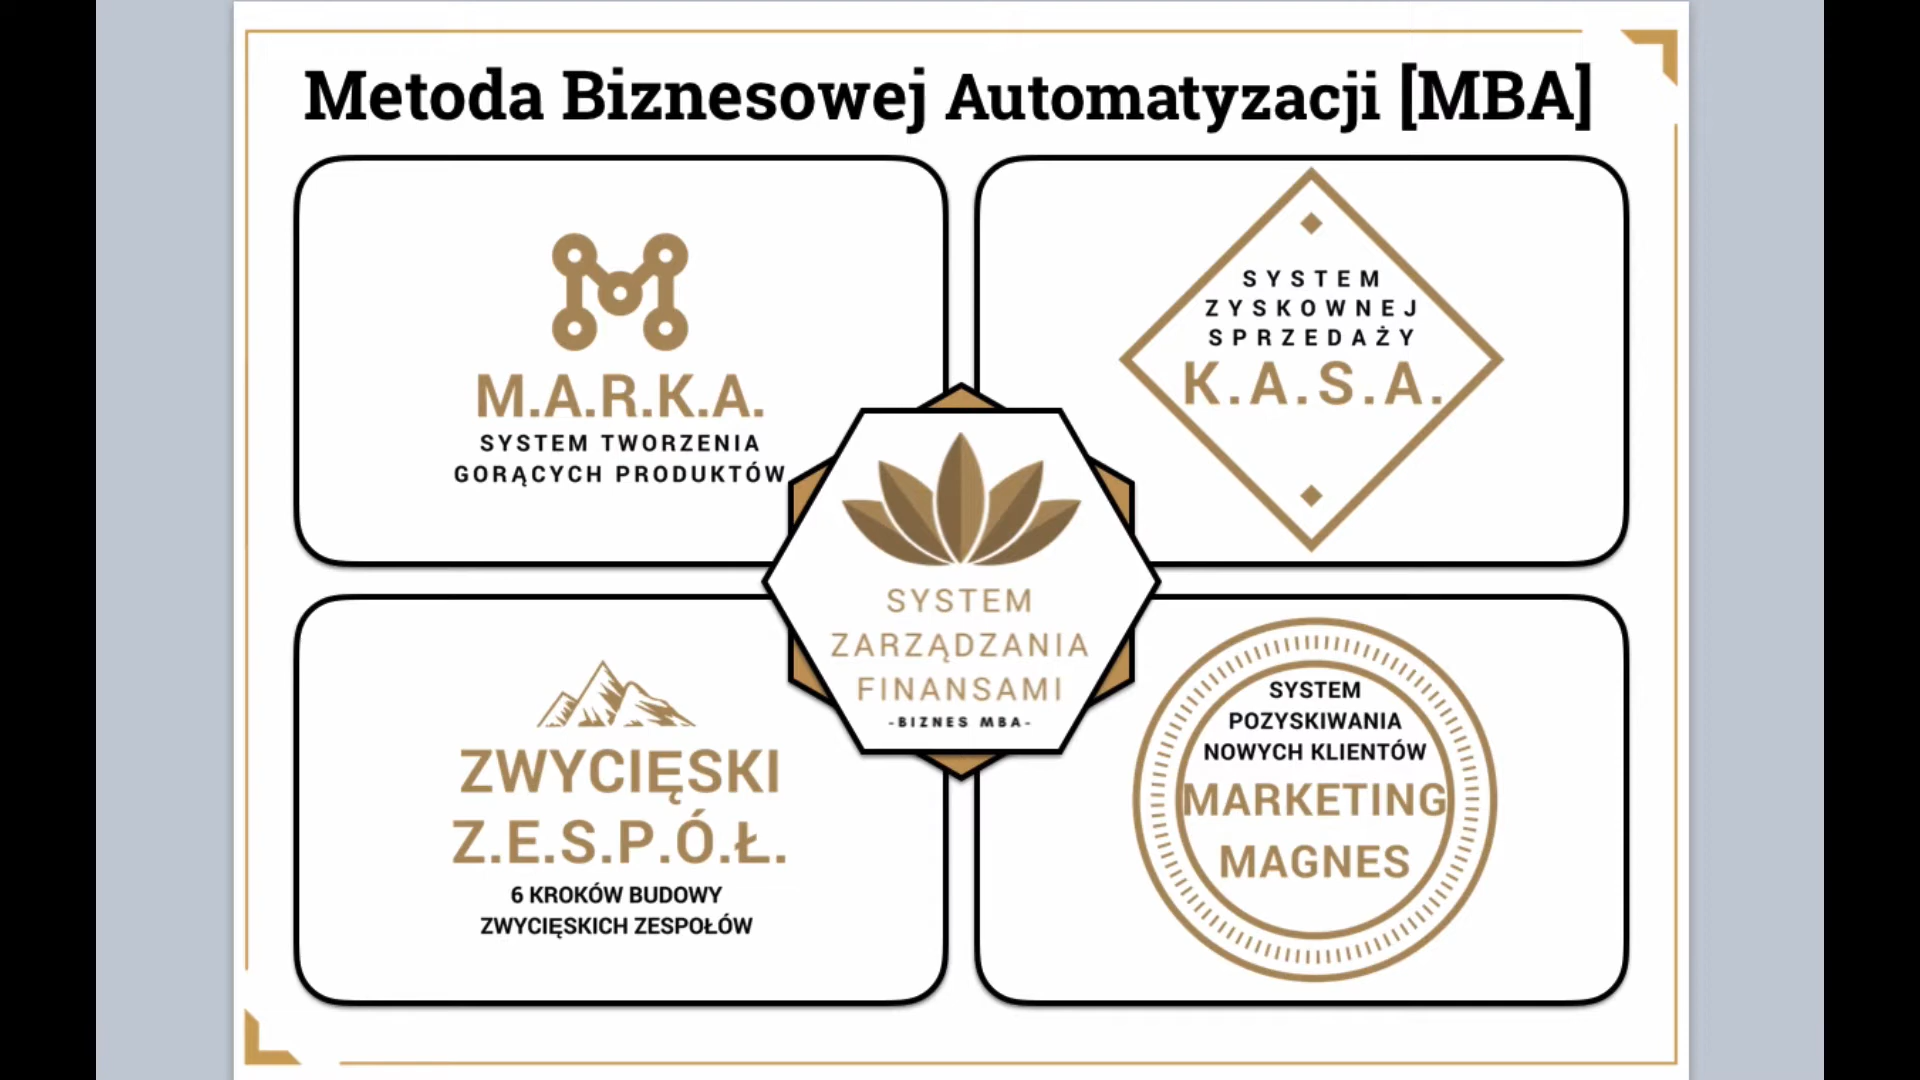 Metoda Biznesowej Automatyzacji [MBA]
M.A.R.K.A.
SYSTEM TWORZENIA
GORĄCYCH PRODUKTÓW
SYSTEM
ZYSKOWNEJ
SPRZEDAŻY
K.A.S.A.
SYSTEM
ZARZĄDZANIA
FINANSAMI
-BIZNES MBA-
ZWYCIĘSKI
Z.E.S.P.Ó.Ł.
6 KROKÓW BUDOWY
ZWYCIĘSKICH ZESPOŁÓW
SYSTEM
POZYSKIWANIA
NOWYCH KLIENTÓW
MARKETING
MAGNES